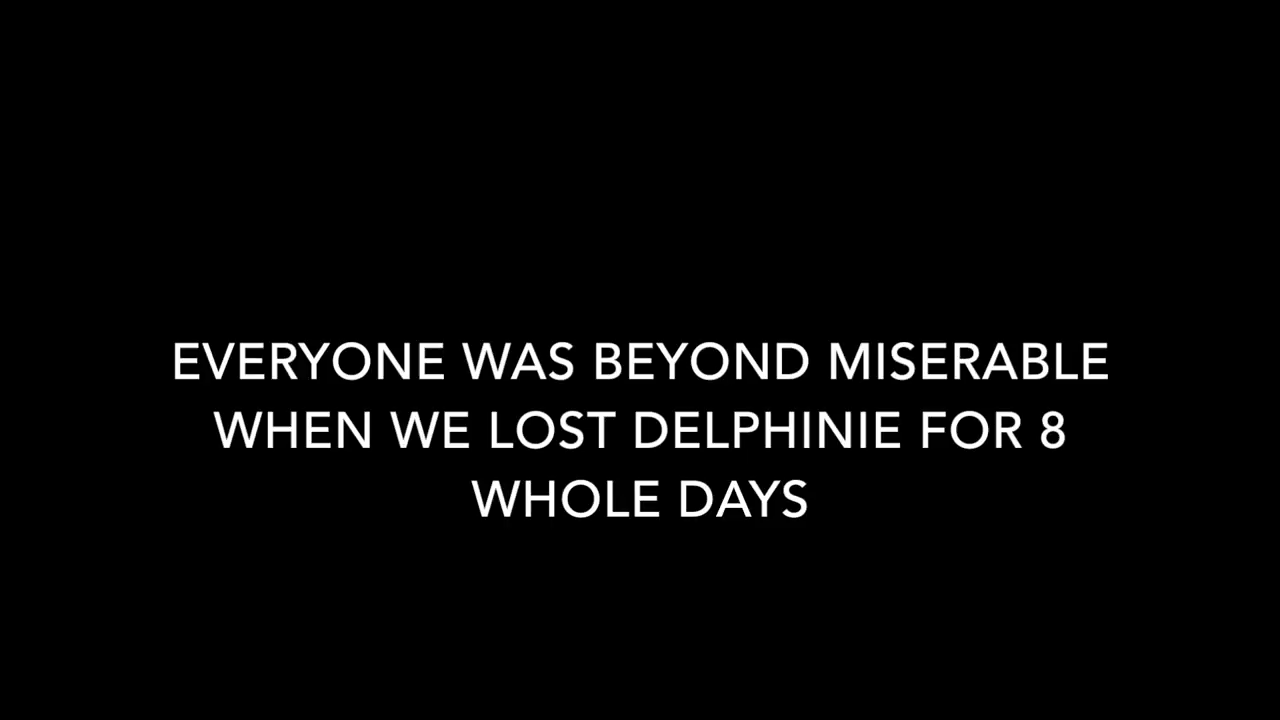 EVERYONE WAS BEYOND MISERABLE
WHEN WE LOST DELPHINIE FOR 8
WHOLE DAYS